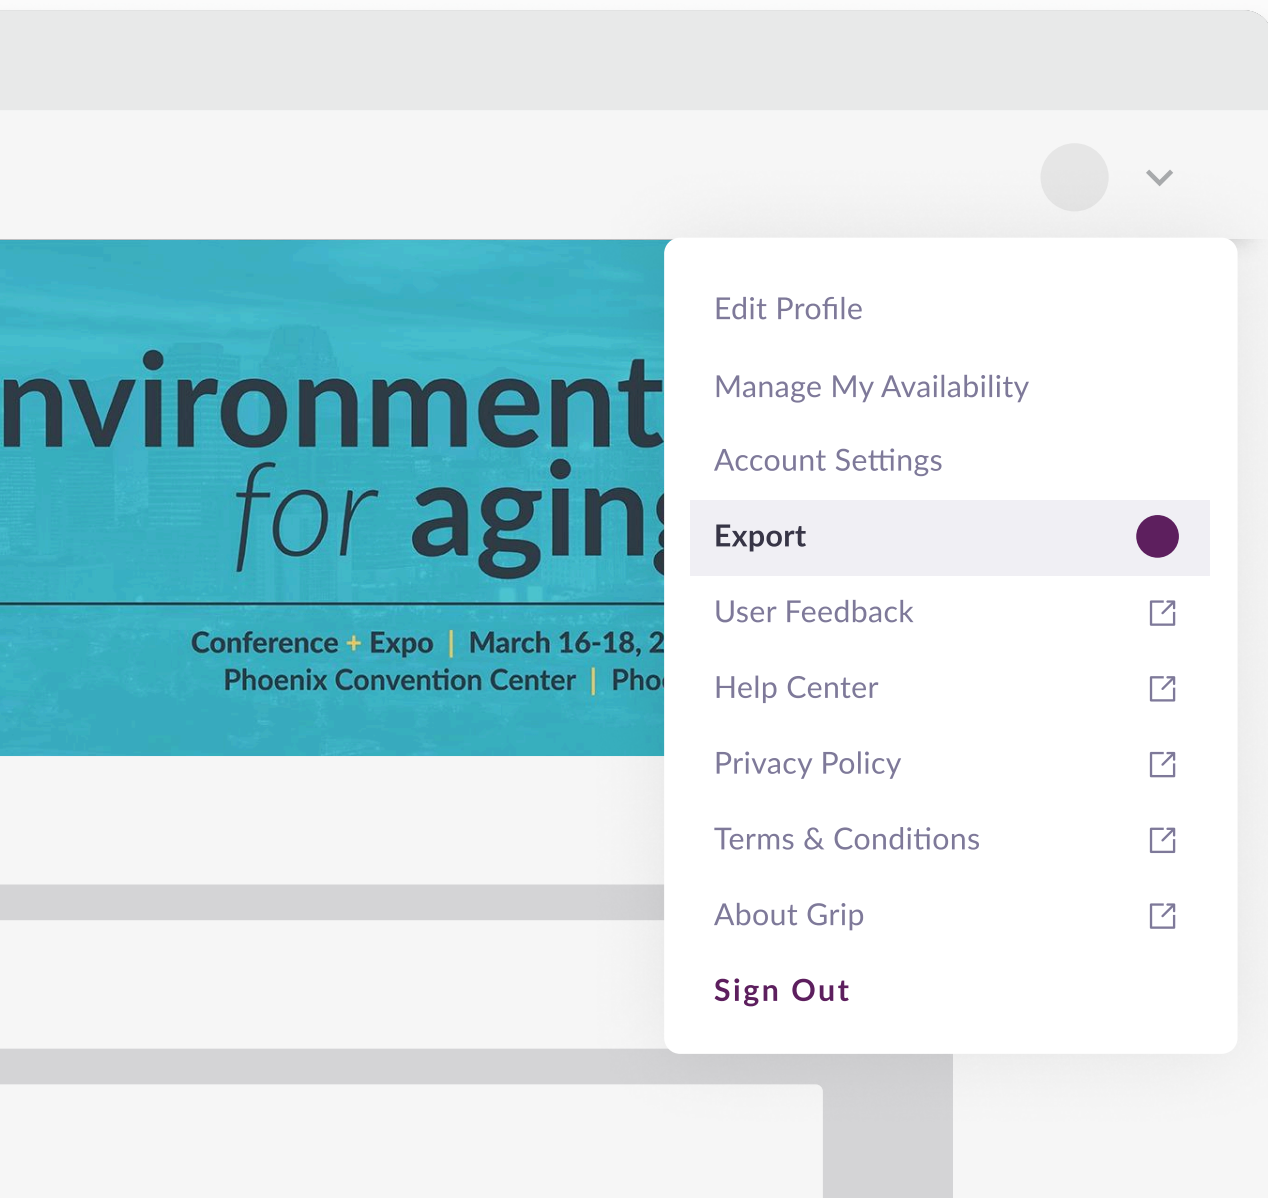 nvironment
for aging
Conference + Expo | March 16-18, 2
Phoenix Convention Center | Pho
Edit Profile
Manage My Availability
Account Settings
Export
User Feedback
Help Center
Privacy Policy
Terms & Conditions
About Grip
Sign Out